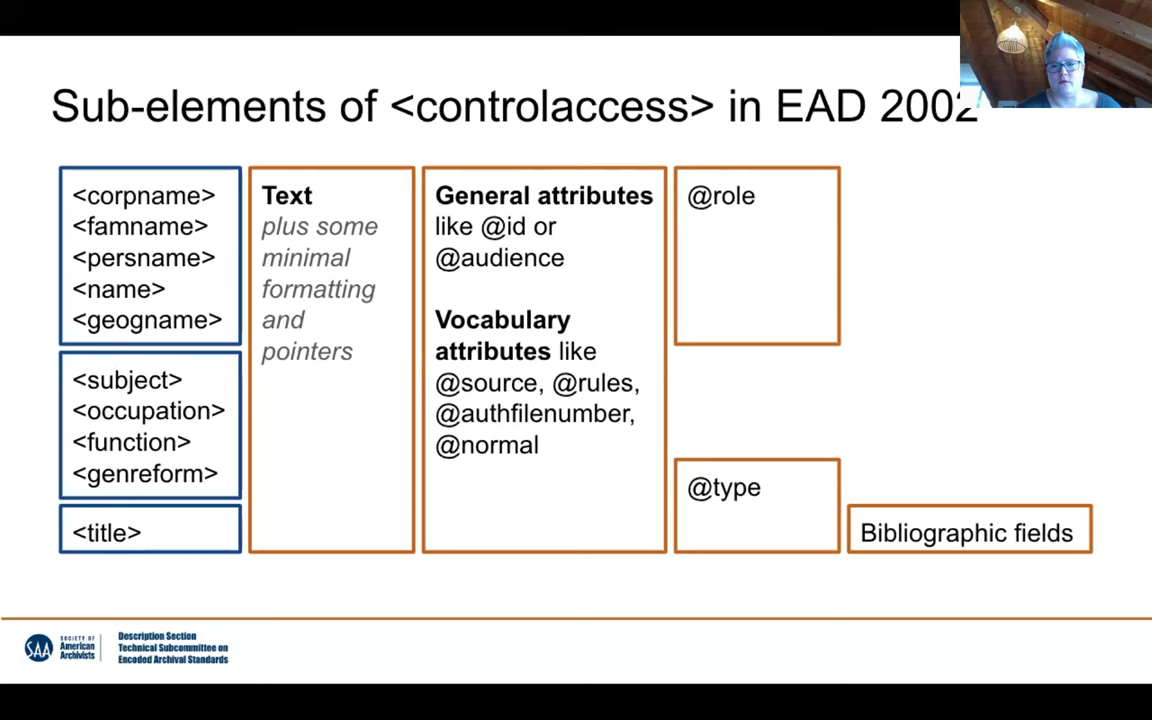 Sub-elements of <controlaccess> in EAD 2002
<corpname>
<famname>
<persname>
<name>
<geogname>
<subject>
<occupation>
<function>
<genreform>
<title>
Text
plus some
minimal
formatting
and
pointers
General attributes
like @id or
@audience
Vocabulary
attributes like
@source, @rules,
@authfilenumber,
@normal
@role
@type
Bibliographic fields
SAA
SOCIETY OF
American
Archivists
Description Section
Technical Subcommittee on
Encoded Archival Standards